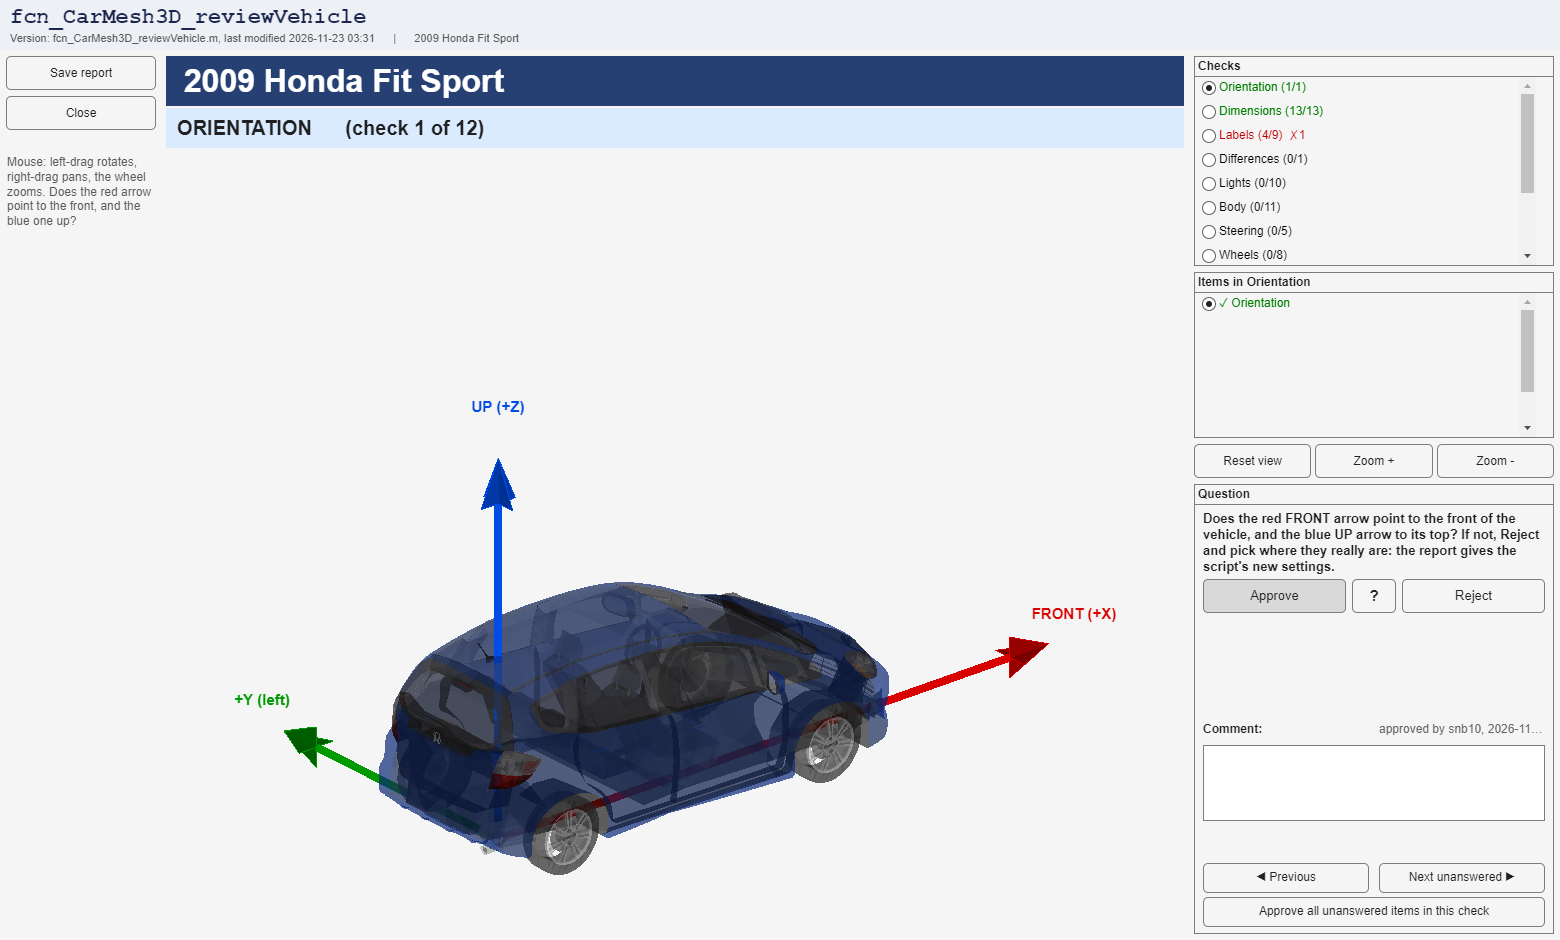 fcn_CarMesh3D_reviewVehicle
Version: fcn_CarMesh3D_reviewVehicle.m, last modified 2026-11-23 03:31 | 2009 Honda Fit Sport
Save report
Close
Mouse: left-drag rotates,
right-drag pans, the wheel
zooms. Does the red arrow
point to the front, and the
blue one up?
2009 Honda Fit Sport
ORIENTATION (check 1 of 12)
UP (+Z)
FRONT (+X)
+Y (left)
Checks
Orientation (1/1)
Dimensions (13/13)
Labels (4/9) X1
Differences (0/1)
Lights (0/10)
Body (0/11)
Steering (0/5)
Wheels (0/8)
Items in Orientation
✓ Orientation
Reset view
Zoom +
Zoom -
Question
Does the red FRONT arrow point to the front of the
vehicle, and the blue UP arrow to its top? If not, Reject
and pick where they really are: the report gives the
script's new settings.
Approve
?
Reject
Comment:
approved by snb10, 2026-11...
◀ Previous
Next unanswered ▶
Approve all unanswered items in this check